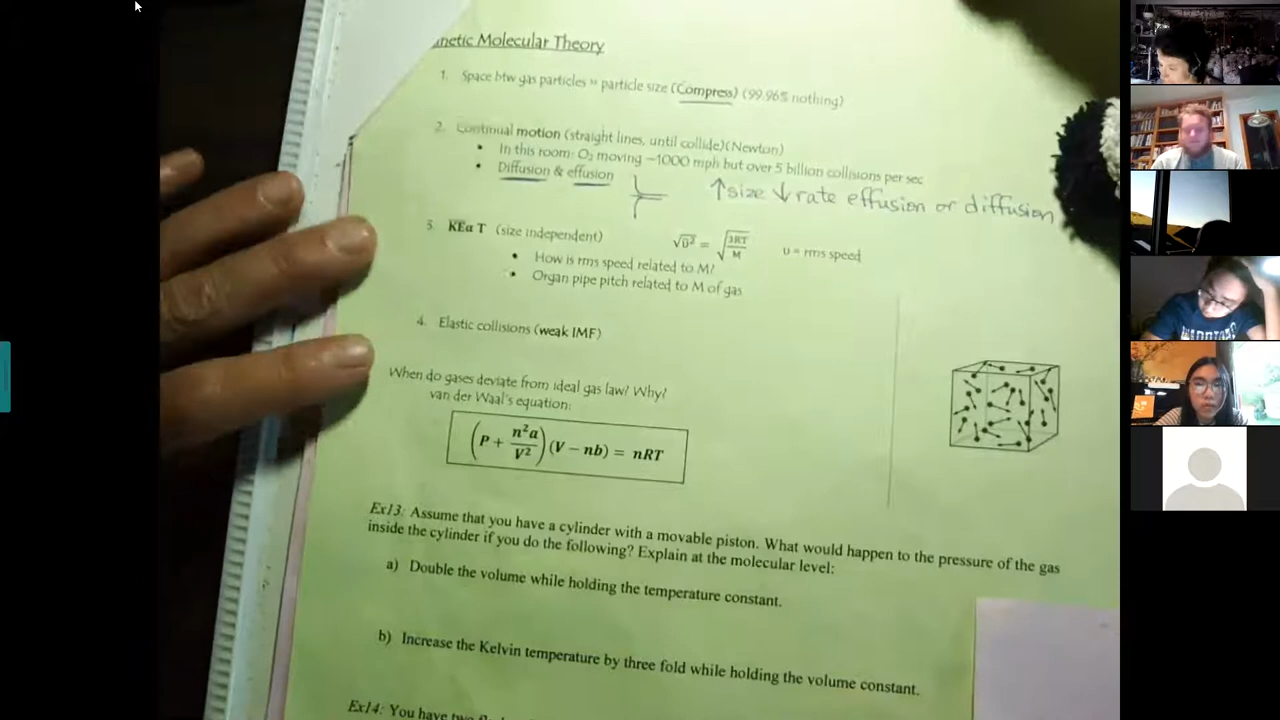 netic Molecular Theory
1. Space btw gas particles » particle size (Compress) (99.96% nothing)
2. Continual motion (straight lines, until collide)(Newton)
• In this room: O₂ moving ~1000 mph but over 5 billion collisions per sec
• Diffusion & effusion
↑size ↓rate effusion or diffusion
3. KE α T (size independent)
√U² = √3RT/M
υ = rms speed
• How is rms speed related to M?
• Organ pipe pitch related to M of gas
4. Elastic collisions (weak IMF)
When do gases deviate from ideal gas law? Why?
van der Waal's equation:
(P + n²a/V²)(V − nb) = nRT
Ex13: Assume that you have a cylinder with a movable piston. What would happen to the pressure of the gas
inside the cylinder if you do the following? Explain at the molecular level:
a) Double the volume while holding the temperature constant.
b) Increase the Kelvin temperature by three fold while holding the volume constant.
Ex14: You have two
WARRIORS